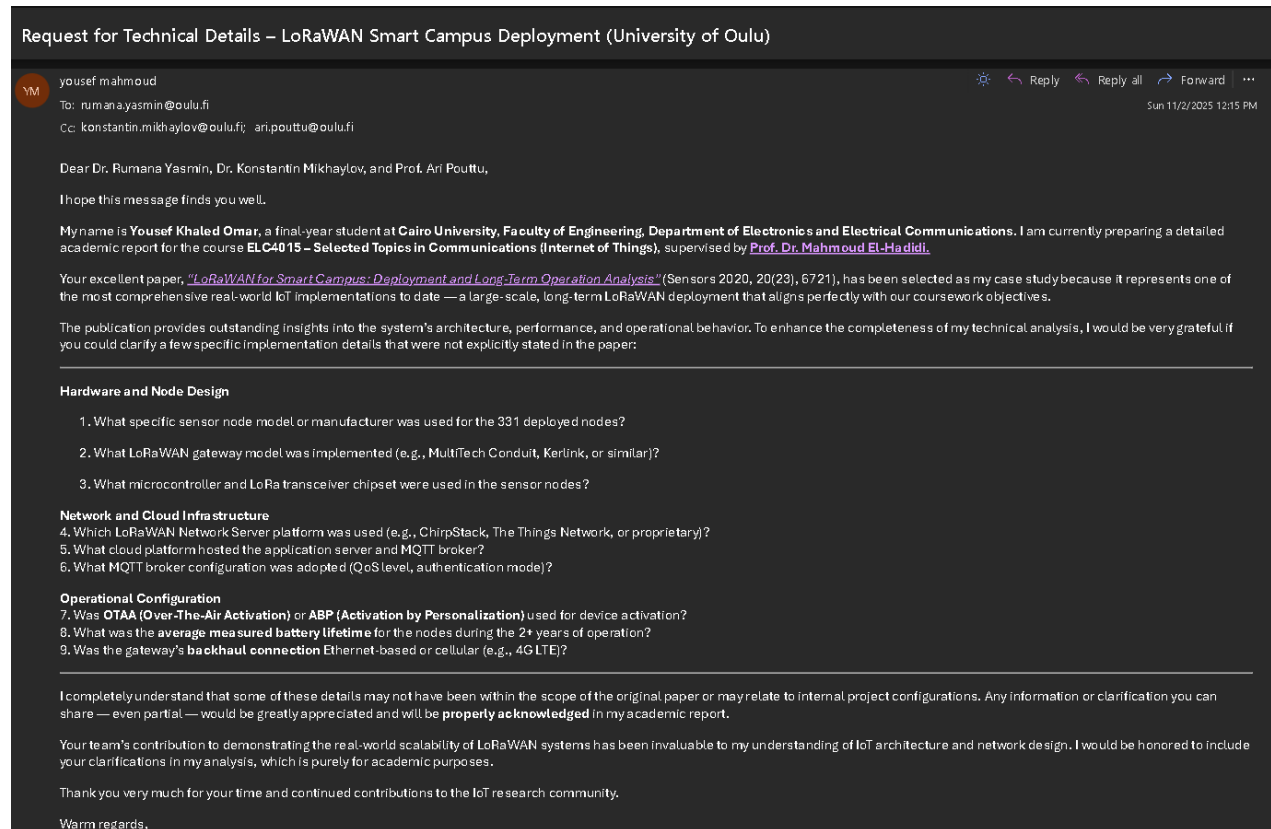 Request for Technical Details – LoRaWAN Smart Campus Deployment (University of Oulu)
YM
yousef mahmoud
Reply Reply all Forward ...
To: rumana.yasmin@oulu.fi
Sun 11/2/2025 12:15 PM
Cc: konstantin.mikhaylov@oulu.fi; ari.pouttu@oulu.fi
Dear Dr. Rumana Yasmin, Dr. Konstantin Mikhaylov, and Prof. Ari Pouttu,
I hope this message finds you well.
My name is Yousef Khaled Omar, a final-year student at Cairo University, Faculty of Engineering, Department of Electronics and Electrical Communications. I am currently preparing a detailed
academic report for the course ELC4015 – Selected Topics in Communications (Internet of Things), supervised by Prof. Dr. Mahmoud El-Hadidi.
Your excellent paper, “LoRaWAN for Smart Campus: Deployment and Long-Term Operation Analysis” (Sensors 2020, 20(23), 6721), has been selected as my case study because it represents one of
the most comprehensive real-world IoT implementations to date — a large-scale, long-term LoRaWAN deployment that aligns perfectly with our coursework objectives.
The publication provides outstanding insights into the system’s architecture, performance, and operational behavior. To enhance the completeness of my technical analysis, I would be very grateful if
you could clarify a few specific implementation details that were not explicitly stated in the paper:
Hardware and Node Design
1. What specific sensor node model or manufacturer was used for the 331 deployed nodes?
2. What LoRaWAN gateway model was implemented (e.g., MultiTech Conduit, Kerlink, or similar)?
3. What microcontroller and LoRa transceiver chipset were used in the sensor nodes?
Network and Cloud Infrastructure
4. Which LoRaWAN Network Server platform was used (e.g., ChirpStack, The Things Network, or proprietary)?
5. What cloud platform hosted the application server and MQTT broker?
6. What MQTT broker configuration was adopted (QoS level, authentication mode)?
Operational Configuration
7. Was OTAA (Over-The-Air Activation) or ABP (Activation by Personalization) used for device activation?
8. What was the average measured battery lifetime for the nodes during the 2+ years of operation?
9. Was the gateway’s backhaul connection Ethernet-based or cellular (e.g., 4G LTE)?
I completely understand that some of these details may not have been within the scope of the original paper or may relate to internal project configurations. Any information or clarification you can
share — even partial — would be greatly appreciated and will be properly acknowledged in my academic report.
Your team’s contribution to demonstrating the real-world scalability of LoRaWAN systems has been invaluable to my understanding of IoT architecture and network design. I would be honored to include
your clarifications in my analysis, which is purely for academic purposes.
Thank you very much for your time and continued contributions to the IoT research community.
Warm regards,